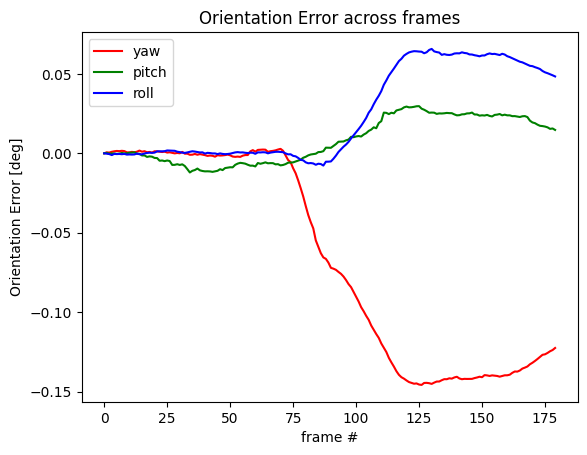 Orientation Error across frames
yaw
pitch
roll
Orientation Error [deg]
0.05
0.00
−0.05
−0.10
−0.15
0 25 50 75 100 125 150 175
frame #